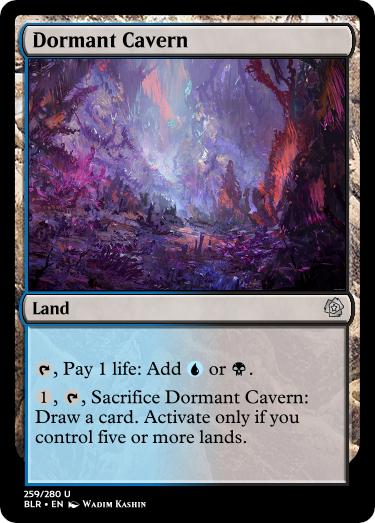 Dormant Cavern
Land
, Pay 1 life: Add or .
1, , Sacrifice Dormant Cavern:
Draw a card. Activate only if you
control five or more lands.
259/280 U
BLR • EN Wadim Kashin